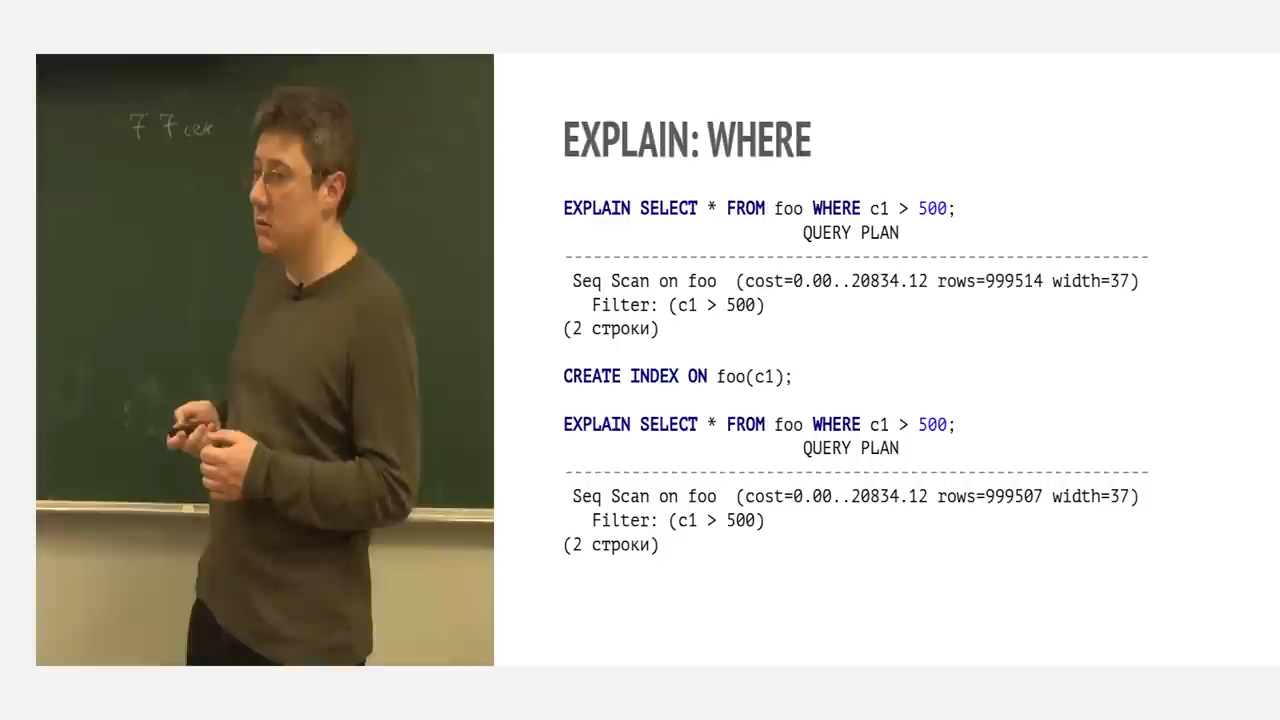 7 7 сек
EXPLAIN: WHERE
EXPLAIN SELECT * FROM foo WHERE c1 > 500;
QUERY PLAN
-------------------------------------------------------------
Seq Scan on foo (cost=0.00..20834.12 rows=999514 width=37)
Filter: (c1 > 500)
(2 строки)
CREATE INDEX ON foo(c1);
EXPLAIN SELECT * FROM foo WHERE c1 > 500;
QUERY PLAN
-------------------------------------------------------------
Seq Scan on foo (cost=0.00..20834.12 rows=999507 width=37)
Filter: (c1 > 500)
(2 строки)